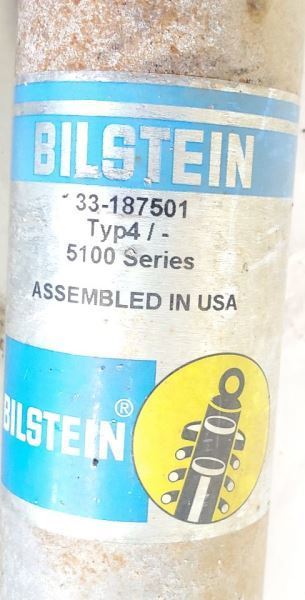 BILSTEIN
33-187501
Typ4 / -
5100 Series
ASSEMBLED IN USA
BILSTEIN®